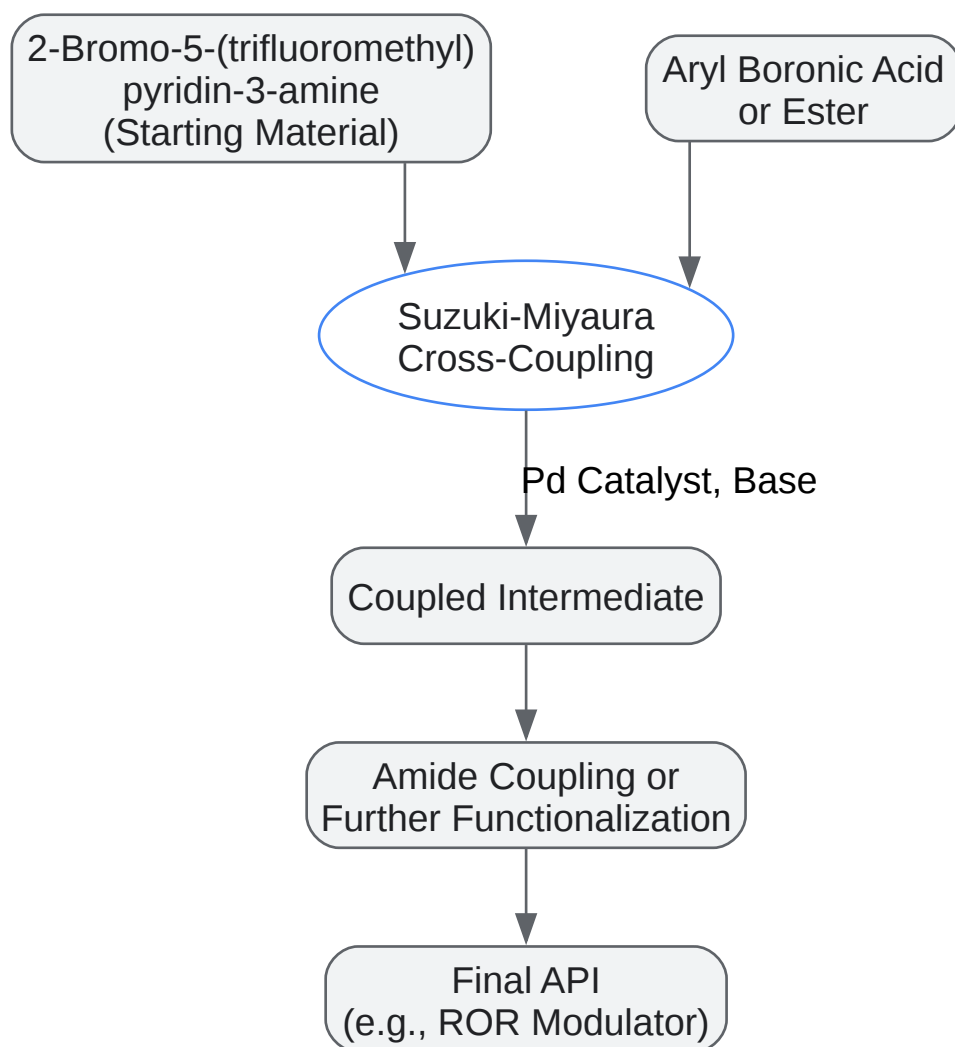 2-Bromo-5-(trifluoromethyl)
pyridin-3-amine
(Starting Material)
Aryl Boronic Acid
or Ester
Suzuki-Miyaura
Cross-Coupling
Pd Catalyst, Base
Coupled Intermediate
Amide Coupling or
Further Functionalization
Final API
(e.g., ROR Modulator)